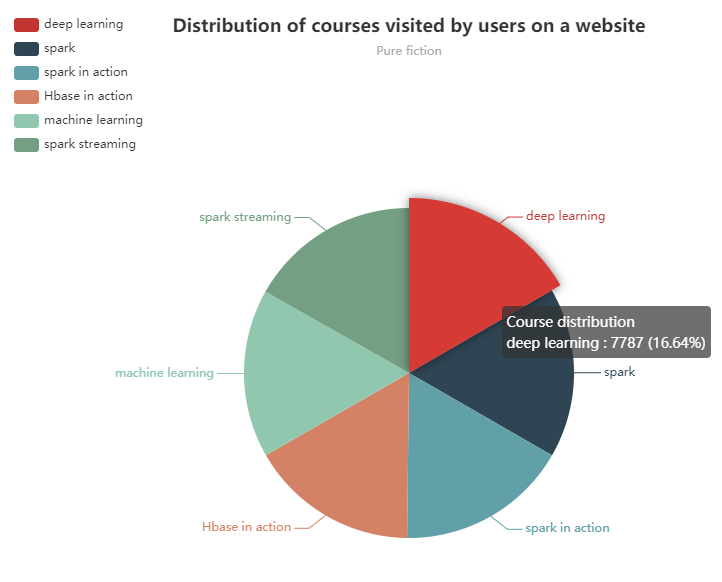 Distribution of courses visited by users on a website
Pure fiction
deep learning
spark
spark in action
Hbase in action
machine learning
spark streaming
spark streaming
deep learning
Course distribution
deep learning : 7787 (16.64%)
machine learning
spark
Hbase in action
spark in action